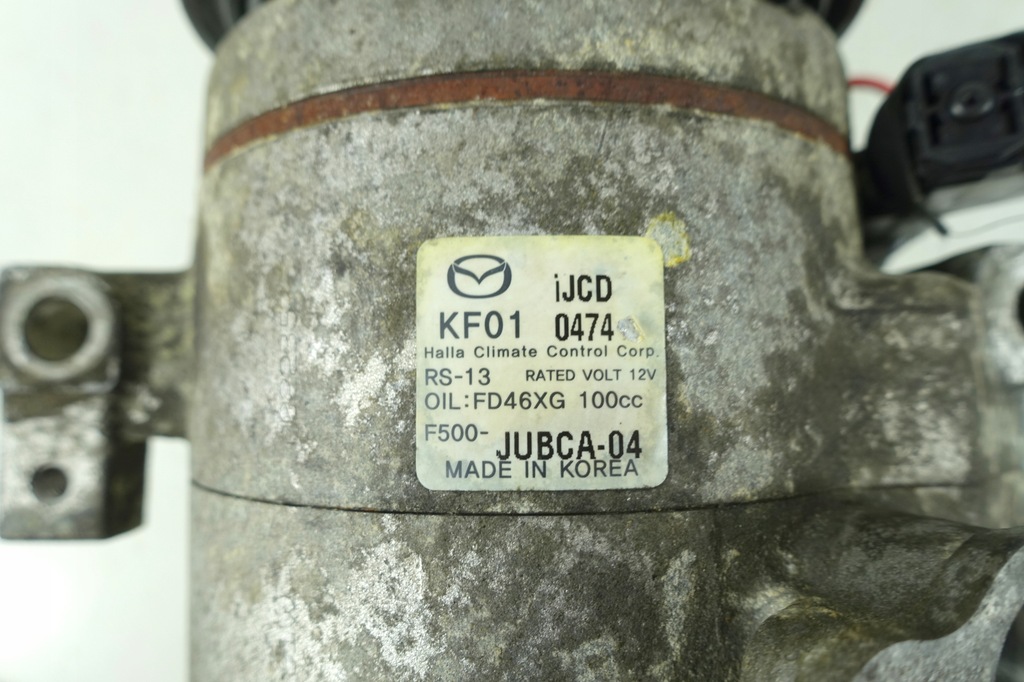 iJCD
KF01 0474
Halla Climate Control Corp.
RS-13 RATED VOLT 12V
OIL:FD46XG 100cc
F500-JUBCA-04
MADE IN KOREA